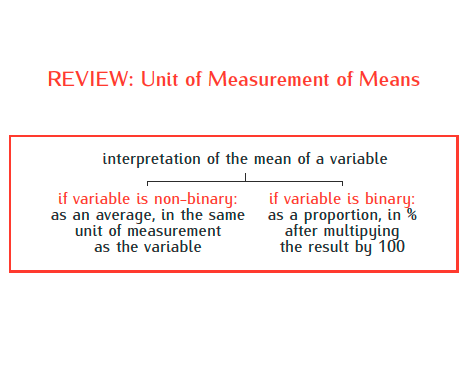 REVIEW: Unit of Measurement of Means
interpretation of the mean of a variable
if variable is non-binary:
as an average, in the same
unit of measurement
as the variable
if variable is binary:
as a proportion, in %
after multipying
the result by 100